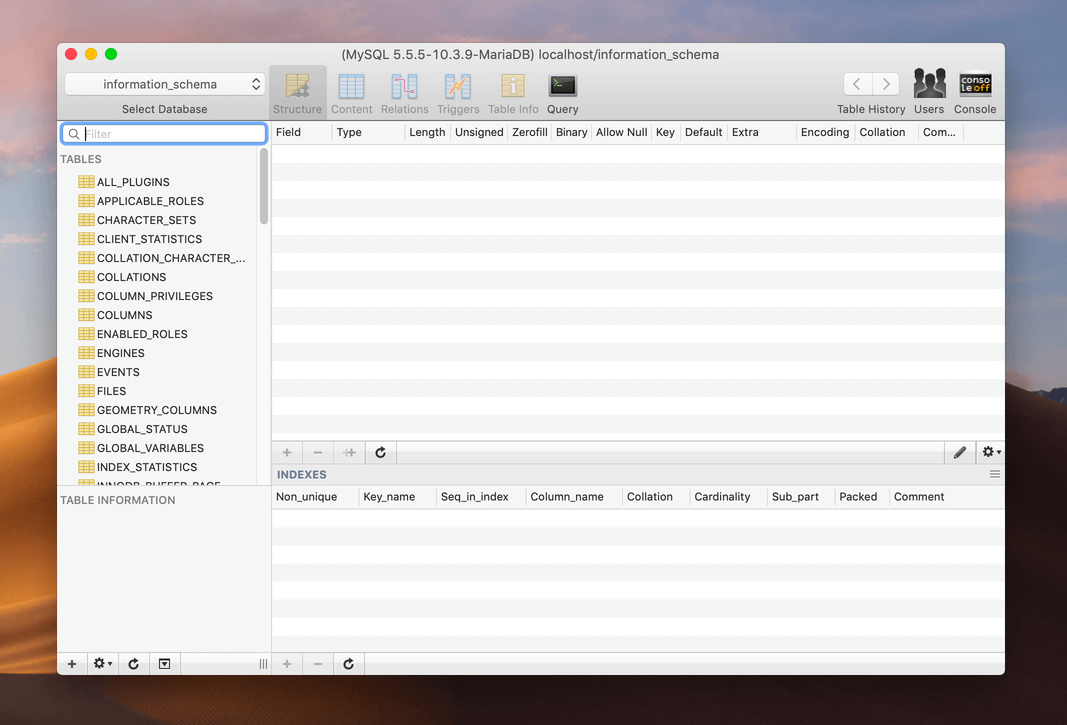 (MySQL 5.5.5-10.3.9-MariaDB) localhost/information_schema
information_schema
Select Database
Structure
Content
Relations
Triggers
Table Info
Query
Table History
Users
conso
le off
Console
Filter
Field Type Length Unsigned Zerofill Binary Allow Null Key Default Extra Encoding Collation Com...
TABLES
ALL_PLUGINS
APPLICABLE_ROLES
CHARACTER_SETS
CLIENT_STATISTICS
COLLATION_CHARACTER_...
COLLATIONS
COLUMN_PRIVILEGES
COLUMNS
ENABLED_ROLES
ENGINES
EVENTS
FILES
GEOMETRY_COLUMNS
GLOBAL_STATUS
GLOBAL_VARIABLES
INDEX_STATISTICS
INNODB_BUFFER_PAGE
TABLE INFORMATION
INDEXES
Non_unique Key_name Seq_in_index Column_name Collation Cardinality Sub_part Packed Comment